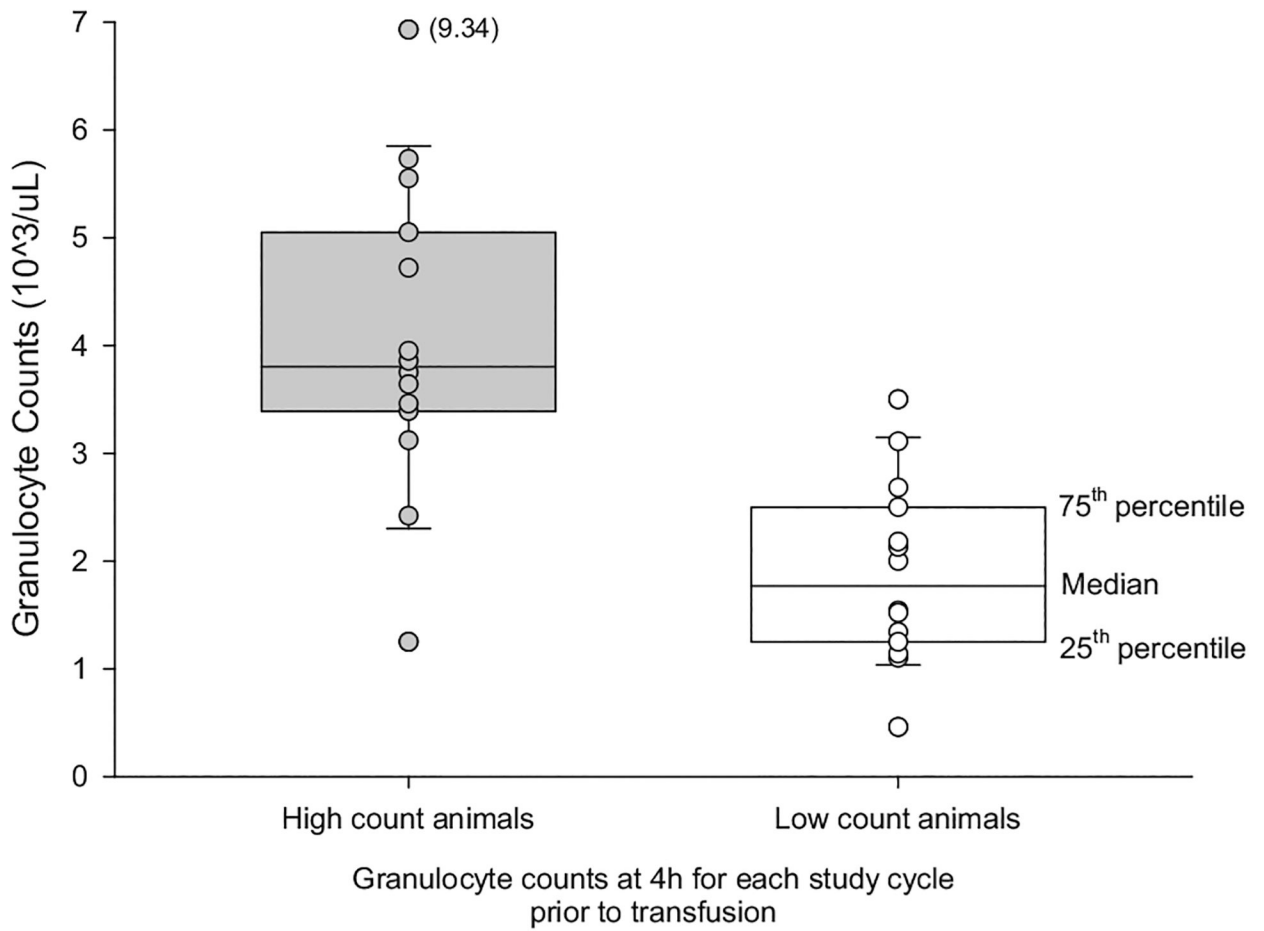 7
(9.34)
6
5
4
3
2
1
0
Granulocyte Counts (10^3/uL)
75th percentile
Median
25th percentile
High count animals
Low count animals
Granulocyte counts at 4h for each study cycle
prior to transfusion